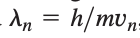 λₙ = h/mvₙ,